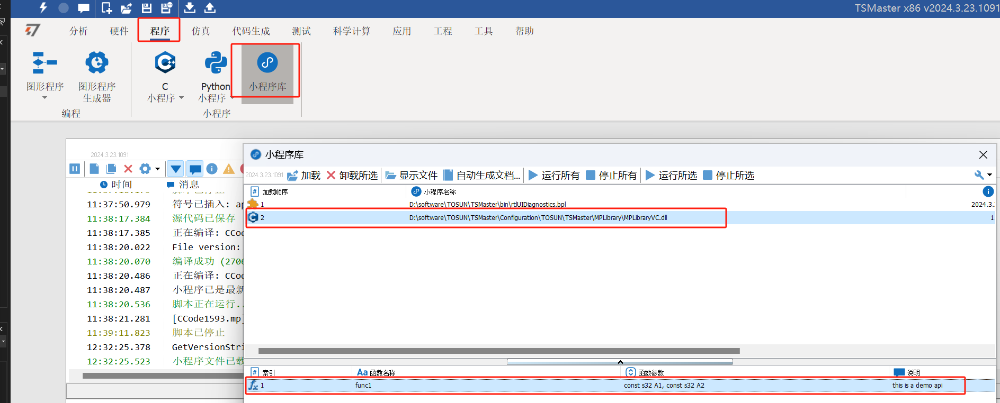 TSMaster x86 v2024.3.23.1091
分析 硬件 程序 仿真 代码生成 测试 科学计算 应用 工程 工具 帮助
图形程序 图形程序 生成器 C 小程序 Python 小程序 小程序库
编程 小程序
2024.3.23.1091
时间 消息
11:37:50.979 符号已插入: ap
11:38:17.384 源代码已保存
11:38:17.385 正在编译: CCod
11:38:20.022 File version:
11:38:20.070 编译成功 (2706
11:38:20.486 正在编译: CCod
11:38:20.487 小程序已是最新
11:38:20.536 脚本正在运行..
11:38:21.281 [CCode1593.mp]
11:39:11.823 脚本已停止
12:32:25.378 GetVersionStri
12:32:25.523 小程序文件已载
小程序库
2024.3.23.1091 加载 卸载所选 显示文件 自动生成文档... 运行所有 停止所有 运行所选 停止所选
加载顺序 小程序名称
1 D:\software\TOSUN\TSMaster\bin\rtlUIDiagnostics.bpl 2024.3.2
2 D:\software\TOSUN\TSMaster\Configuration\TOSUN\TSMaster\MPLibrary\MPLibraryVC.dll 1.
索引 函数名称 函数参数 说明
1 func1 const s32 A1, const s32 A2 this is a demo api